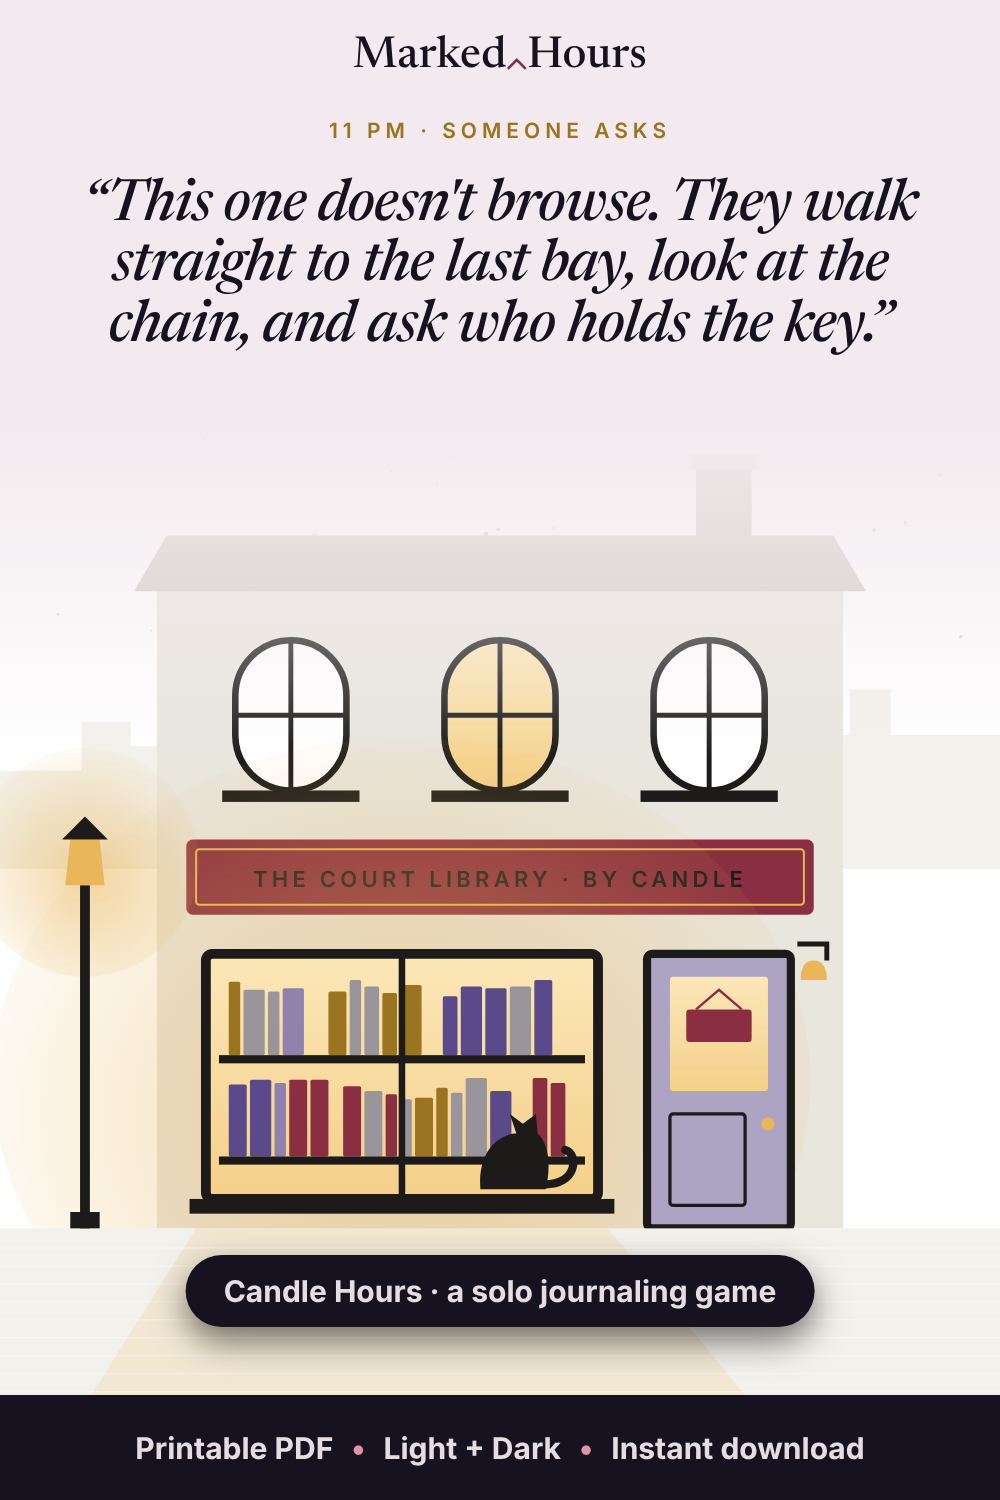 Marked‸Hours
11 PM · SOMEONE ASKS
“This one doesn't browse. They walk
straight to the last bay, look at the
chain, and ask who holds the key.”
THE COURT LIBRARY · BY CANDLE
Candle Hours · a solo journaling game
Printable PDF • Light + Dark • Instant download